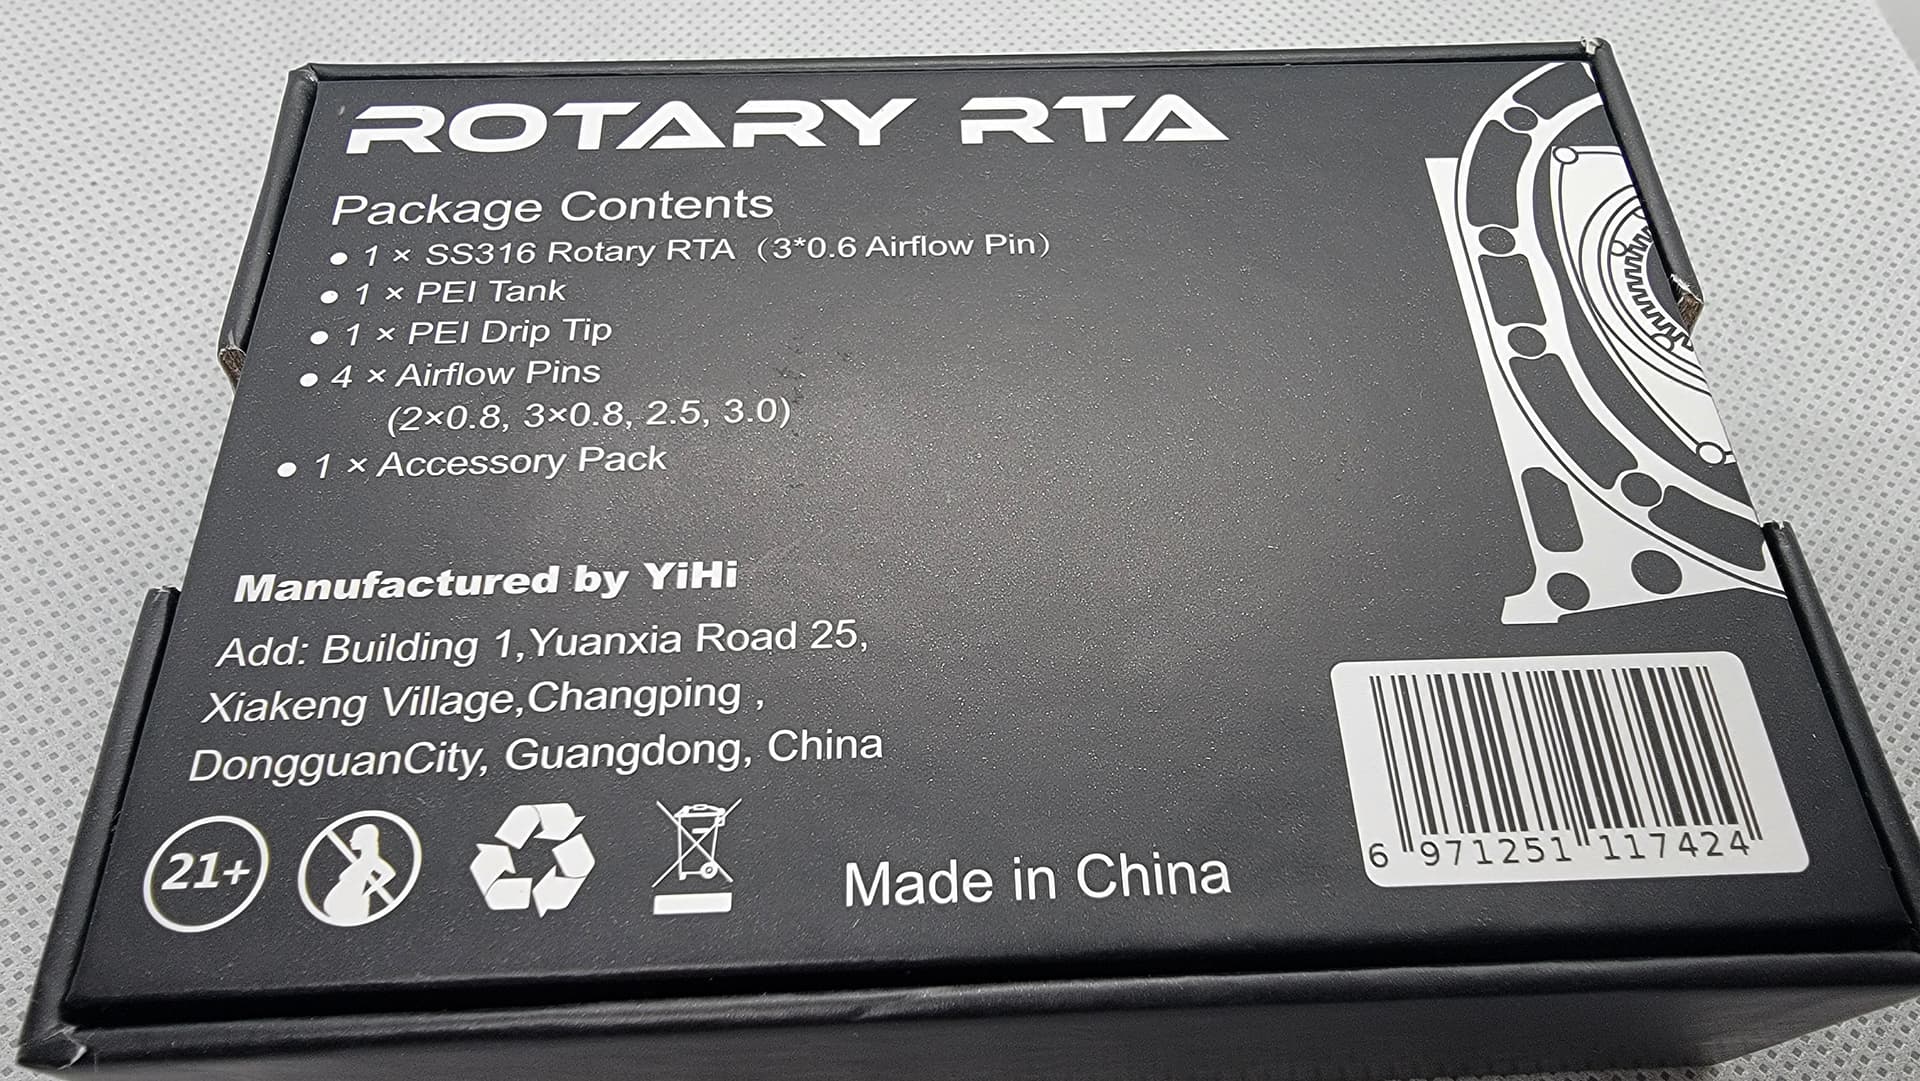 ROTARY RTA
Package Contents
● 1 × SS316 Rotary RTA（3*0.6 Airflow Pin）
● 1 × PEI Tank
● 1 × PEI Drip Tip
● 4 × Airflow Pins
(2×0.8, 3×0.8, 2.5, 3.0)
● 1 × Accessory Pack
Manufactured by YiHi
Add: Building 1,Yuanxia Road 25,
Xiakeng Village,Changping ,
DongguanCity, Guangdong, China
21+
Made in China
6 971251 117424